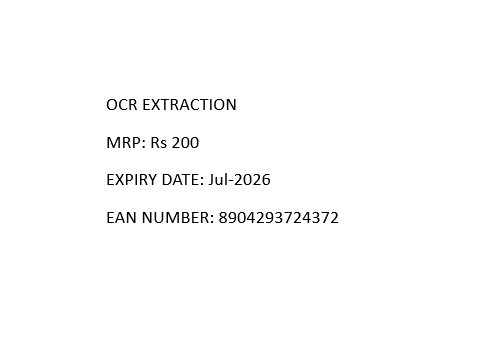 OCR EXTRACTION
MRP: Rs 200
EXPIRY DATE: Jul-2026
EAN NUMBER: 8904293724372